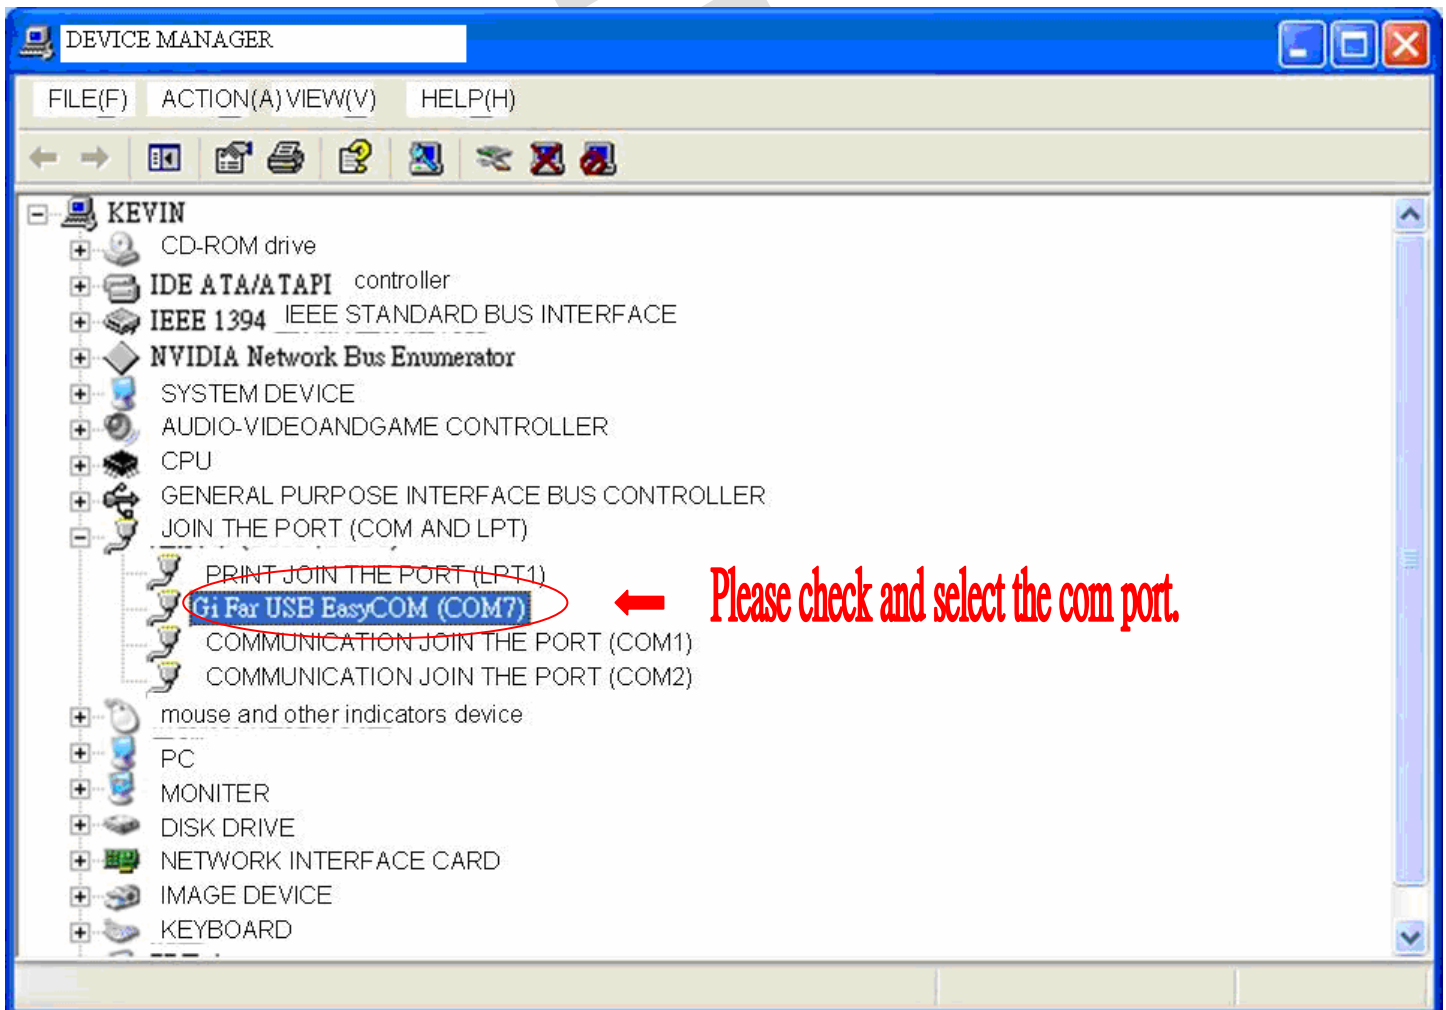 DEVICE MANAGER
FILE(F) ACTION(A) VIEW(V) HELP(H)
KEVIN
CD-ROM drive
IDE ATA/ATAPI controller
IEEE 1394 IEEE STANDARD BUS INTERFACE
NVIDIA Network Bus Enumerator
SYSTEM DEVICE
AUDIO-VIDEOANDGAME CONTROLLER
CPU
GENERAL PURPOSE INTERFACE BUS CONTROLLER
JOIN THE PORT (COM AND LPT)
PRINT JOIN THE PORT (LPT1)
Gi Far USB EasyCOM (COM7)
Please check and select the com port.
COMMUNICATION JOIN THE PORT (COM1)
COMMUNICATION JOIN THE PORT (COM2)
mouse and other indicators device
PC
MONITER
DISK DRIVE
NETWORK INTERFACE CARD
IMAGE DEVICE
KEYBOARD